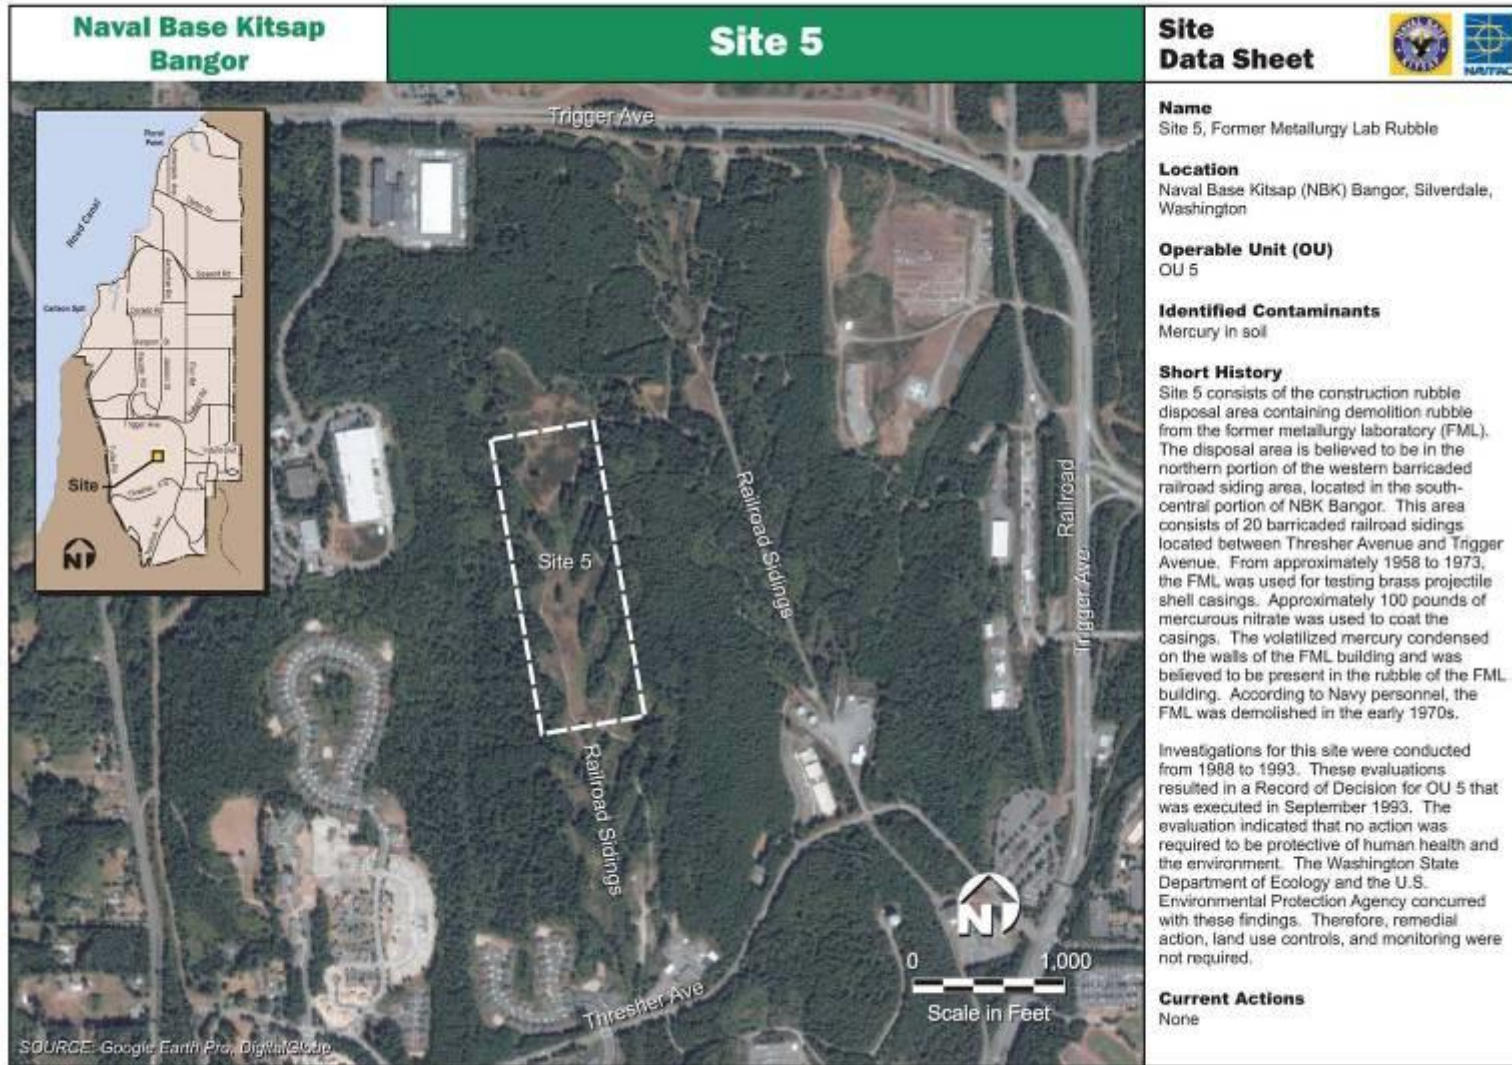 Naval Base Kitsap
Bangor
Site 5
Site
Data Sheet
Trigger Ave
Hood Canal
Trigger Ave
Site
N
Site 5
Railroad Sidings
Railroad Sidings
Railroad
Trigger Ave
Thresher Ave
N
0 1,000
Scale in Feet
SOURCE: Google Earth Pro, DigitalGlobe
Name
Site 5, Former Metallurgy Lab Rubble
Location
Naval Base Kitsap (NBK) Bangor, Silverdale,
Washington
Operable Unit (OU)
OU 5
Identified Contaminants
Mercury in soil
Short History
Site 5 consists of the construction rubble
disposal area containing demolition rubble
from the former metallurgy laboratory (FML).
The disposal area is believed to be in the
northern portion of the western barricaded
railroad siding area, located in the south-
central portion of NBK Bangor. This area
consists of 20 barricaded railroad sidings
located between Thresher Avenue and Trigger
Avenue. From approximately 1958 to 1973,
the FML was used for testing brass projectile
shell casings. Approximately 100 pounds of
mercurous nitrate was used to coat the
casings. The volatilized mercury condensed
on the walls of the FML building and was
believed to be present in the rubble of the FML
building. According to Navy personnel, the
FML was demolished in the early 1970s.
Investigations for this site were conducted
from 1988 to 1993. These evaluations
resulted in a Record of Decision for OU 5 that
was executed in September 1993. The
evaluation indicated that no action was
required to be protective of human health and
the environment. The Washington State
Department of Ecology and the U.S.
Environmental Protection Agency concurred
with these findings. Therefore, remedial
action, land use controls, and monitoring were
not required.
Current Actions
None